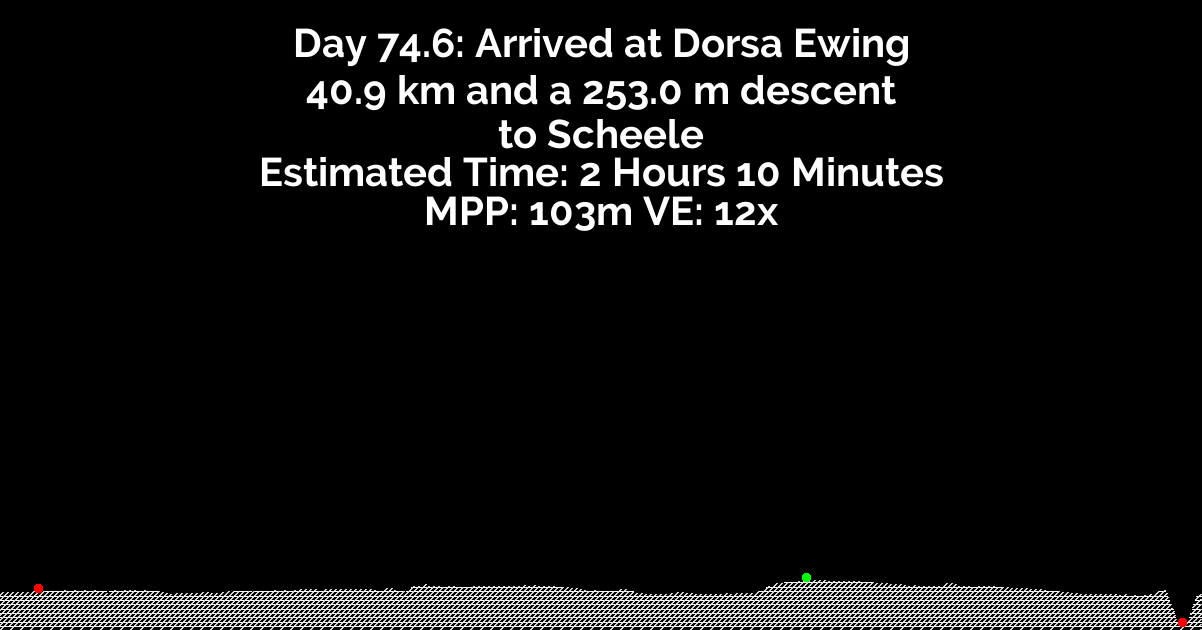 Day 74.6: Arrived at Dorsa Ewing
40.9 km and a 253.0 m descent
to Scheele
Estimated Time: 2 Hours 10 Minutes
MPP: 103m VE: 12x